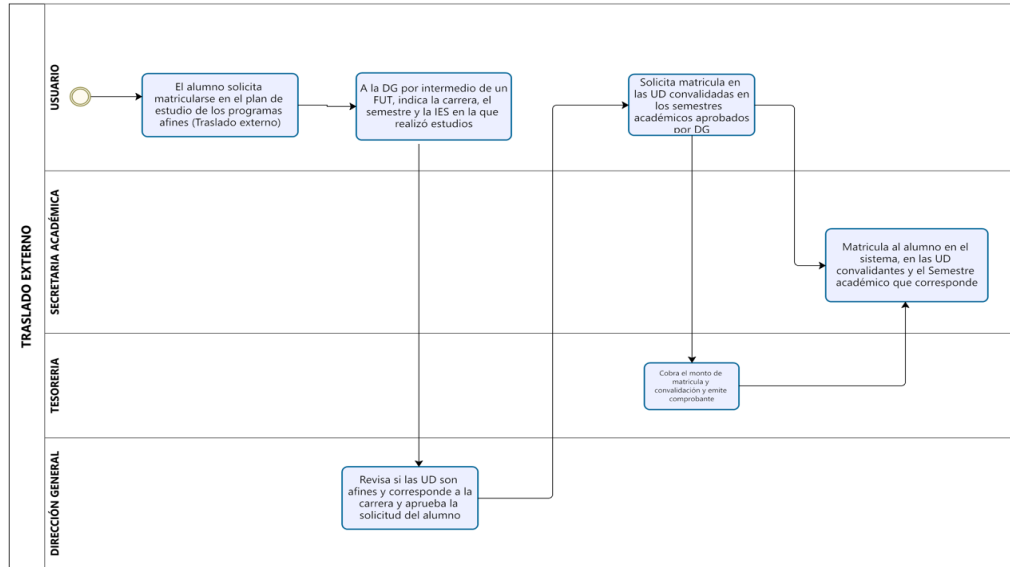 TRASLADO EXTERNO
USUARIO
El alumno solicita
matricularse en el plan de
estudio de los programas
afines (Traslado externo)
A la DG por intermedio de un
FUT, indica la carrera, el
semestre y la IES en la que
realizó estudios
Solicita matricula en
las UD convalidadas en
los semestres
académicos aprobados
por DG
SECRETARIA ACADÉMICA
Matricula al alumno en el
sistema, en las UD
convalidantes y el Semestre
académico que corresponde
TESORERIA
Cobra el monto de
matricula y
convalidación y emite
comprobante
DIRECCIÓN GENERAL
Revisa si las UD son
afines y corresponde a la
carrera y aprueba la
solicitud del alumno